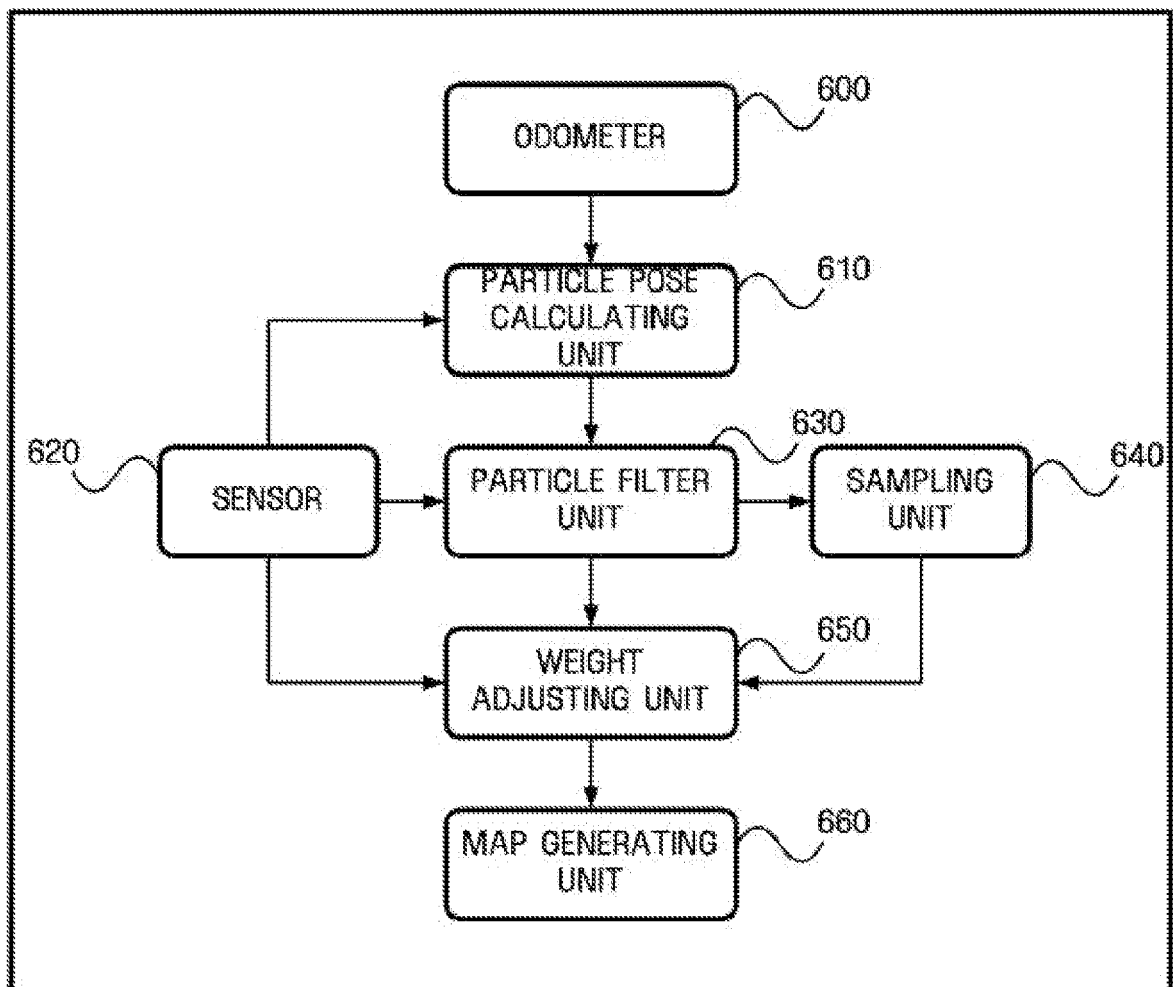 600
ODOMETER
610
PARTICLE POSE
CALCULATING
UNIT
620
SENSOR
630
PARTICLE FILTER
UNIT
640
SAMPLING
UNIT
650
WEIGHT
ADJUSTING UNIT
660
MAP GENERATING
UNIT